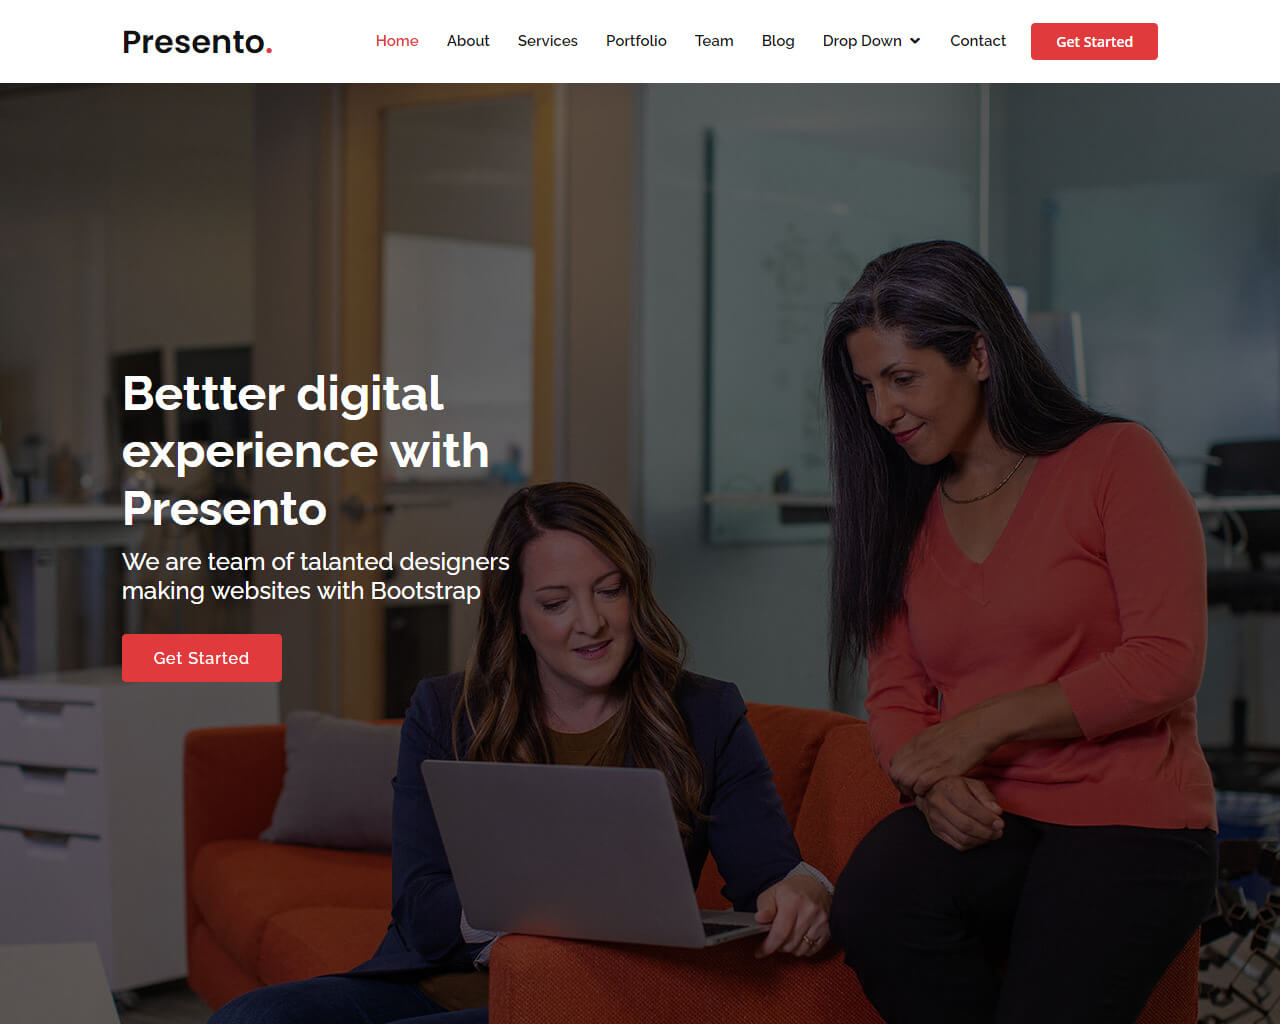 Presento.
Home About Services Portfolio Team Blog Drop Down Contact Get Started
Bettter digital
experience with
Presento
We are team of talanted designers
making websites with Bootstrap
Get Started